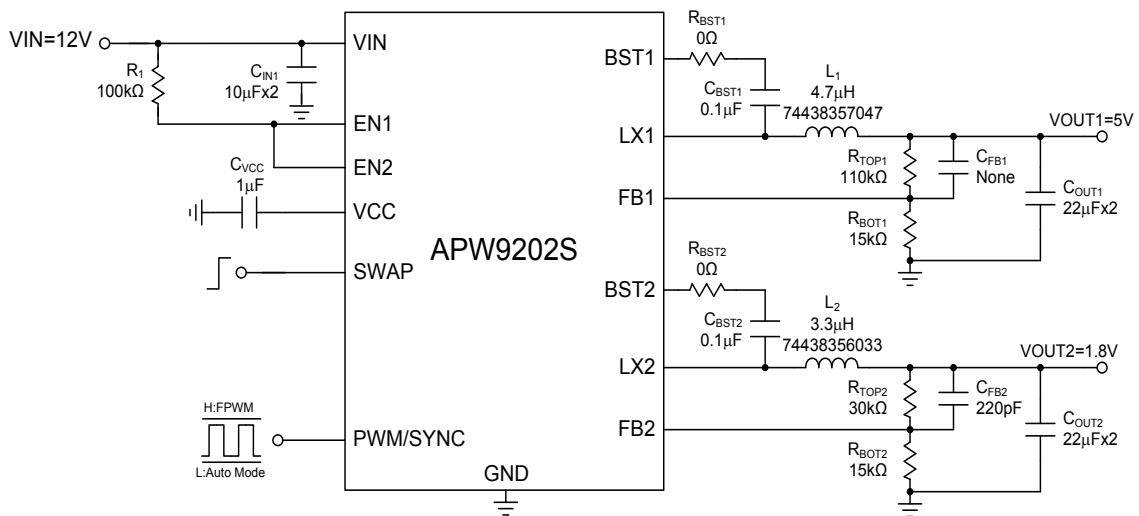 VIN=12V
R1
100kΩ
CIN1
10μFx2
CVCC
1μF
VIN
EN1
EN2
VCC
SWAP
H:FPWM
L:Auto Mode
PWM/SYNC
APW9202S
GND
BST1
LX1
FB1
BST2
LX2
FB2
RBST1
0Ω
CBST1
0.1μF
L1
4.7μH
74438357047
VOUT1=5V
RTOP1
110kΩ
CFB1
None
RBOT1
15kΩ
COUT1
22μFx2
RBST2
0Ω
CBST2
0.1μF
L2
3.3μH
74438356033
VOUT2=1.8V
RTOP2
30kΩ
CFB2
220pF
RBOT2
15kΩ
COUT2
22μFx2